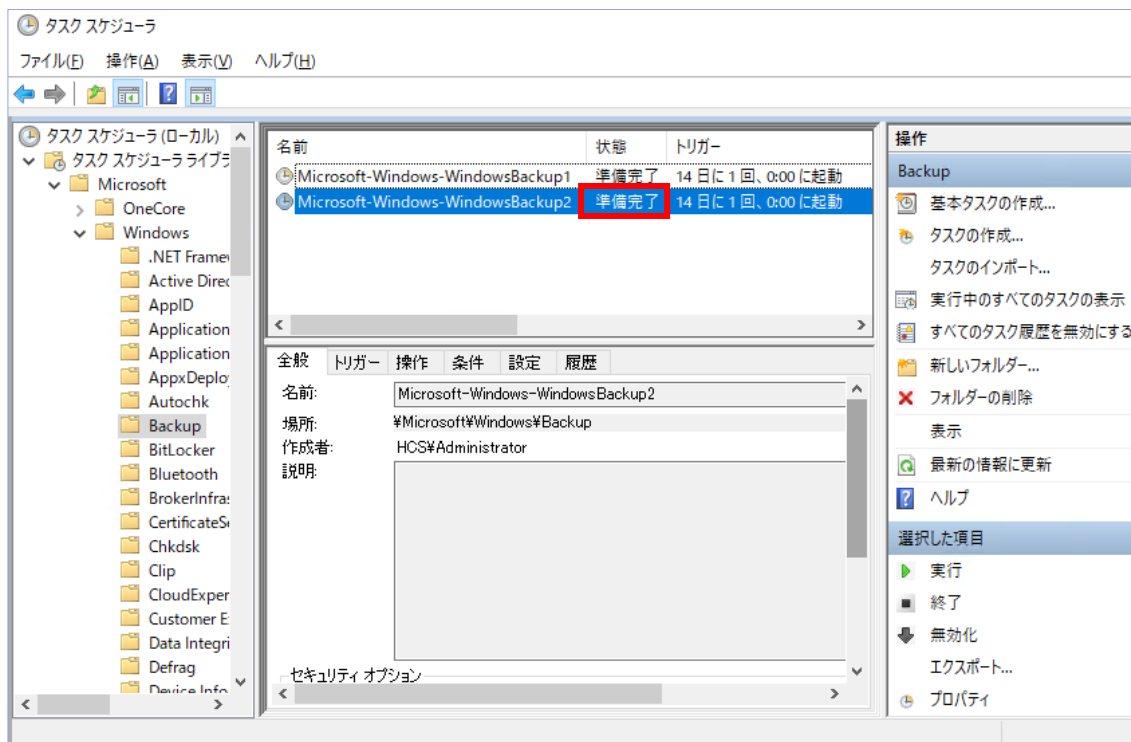 タスク スケジューラ
ファイル(F) 操作(A) 表示(V) ヘルプ(H)
タスク スケジューラ (ローカル)
タスク スケジューラ ライブラ
Microsoft
OneCore
Windows
.NET Framew
Active Direc
AppID
Application
Application
AppxDeploy
Autochk
Backup
BitLocker
Bluetooth
BrokerInfras
CertificateSe
Chkdsk
Clip
CloudExper
Customer E
Data Integri
Defrag
Device Info
名前 状態 トリガー
Microsoft-Windows-WindowsBackup1 準備完了 14 日に 1 回、0:00 に起動
Microsoft-Windows-WindowsBackup2 準備完了 14 日に 1 回、0:00 に起動
全般 トリガー 操作 条件 設定 履歴
名前: Microsoft-Windows-WindowsBackup2
場所: ¥Microsoft¥Windows¥Backup
作成者: HCS¥Administrator
説明:
セキュリティ オプション
操作
Backup
基本タスクの作成...
タスクの作成...
タスクのインポート...
実行中のすべてのタスクの表示
すべてのタスク履歴を無効にする
新しいフォルダー...
フォルダーの削除
表示
最新の情報に更新
ヘルプ
選択した項目
実行
終了
無効化
エクスポート...
プロパティ